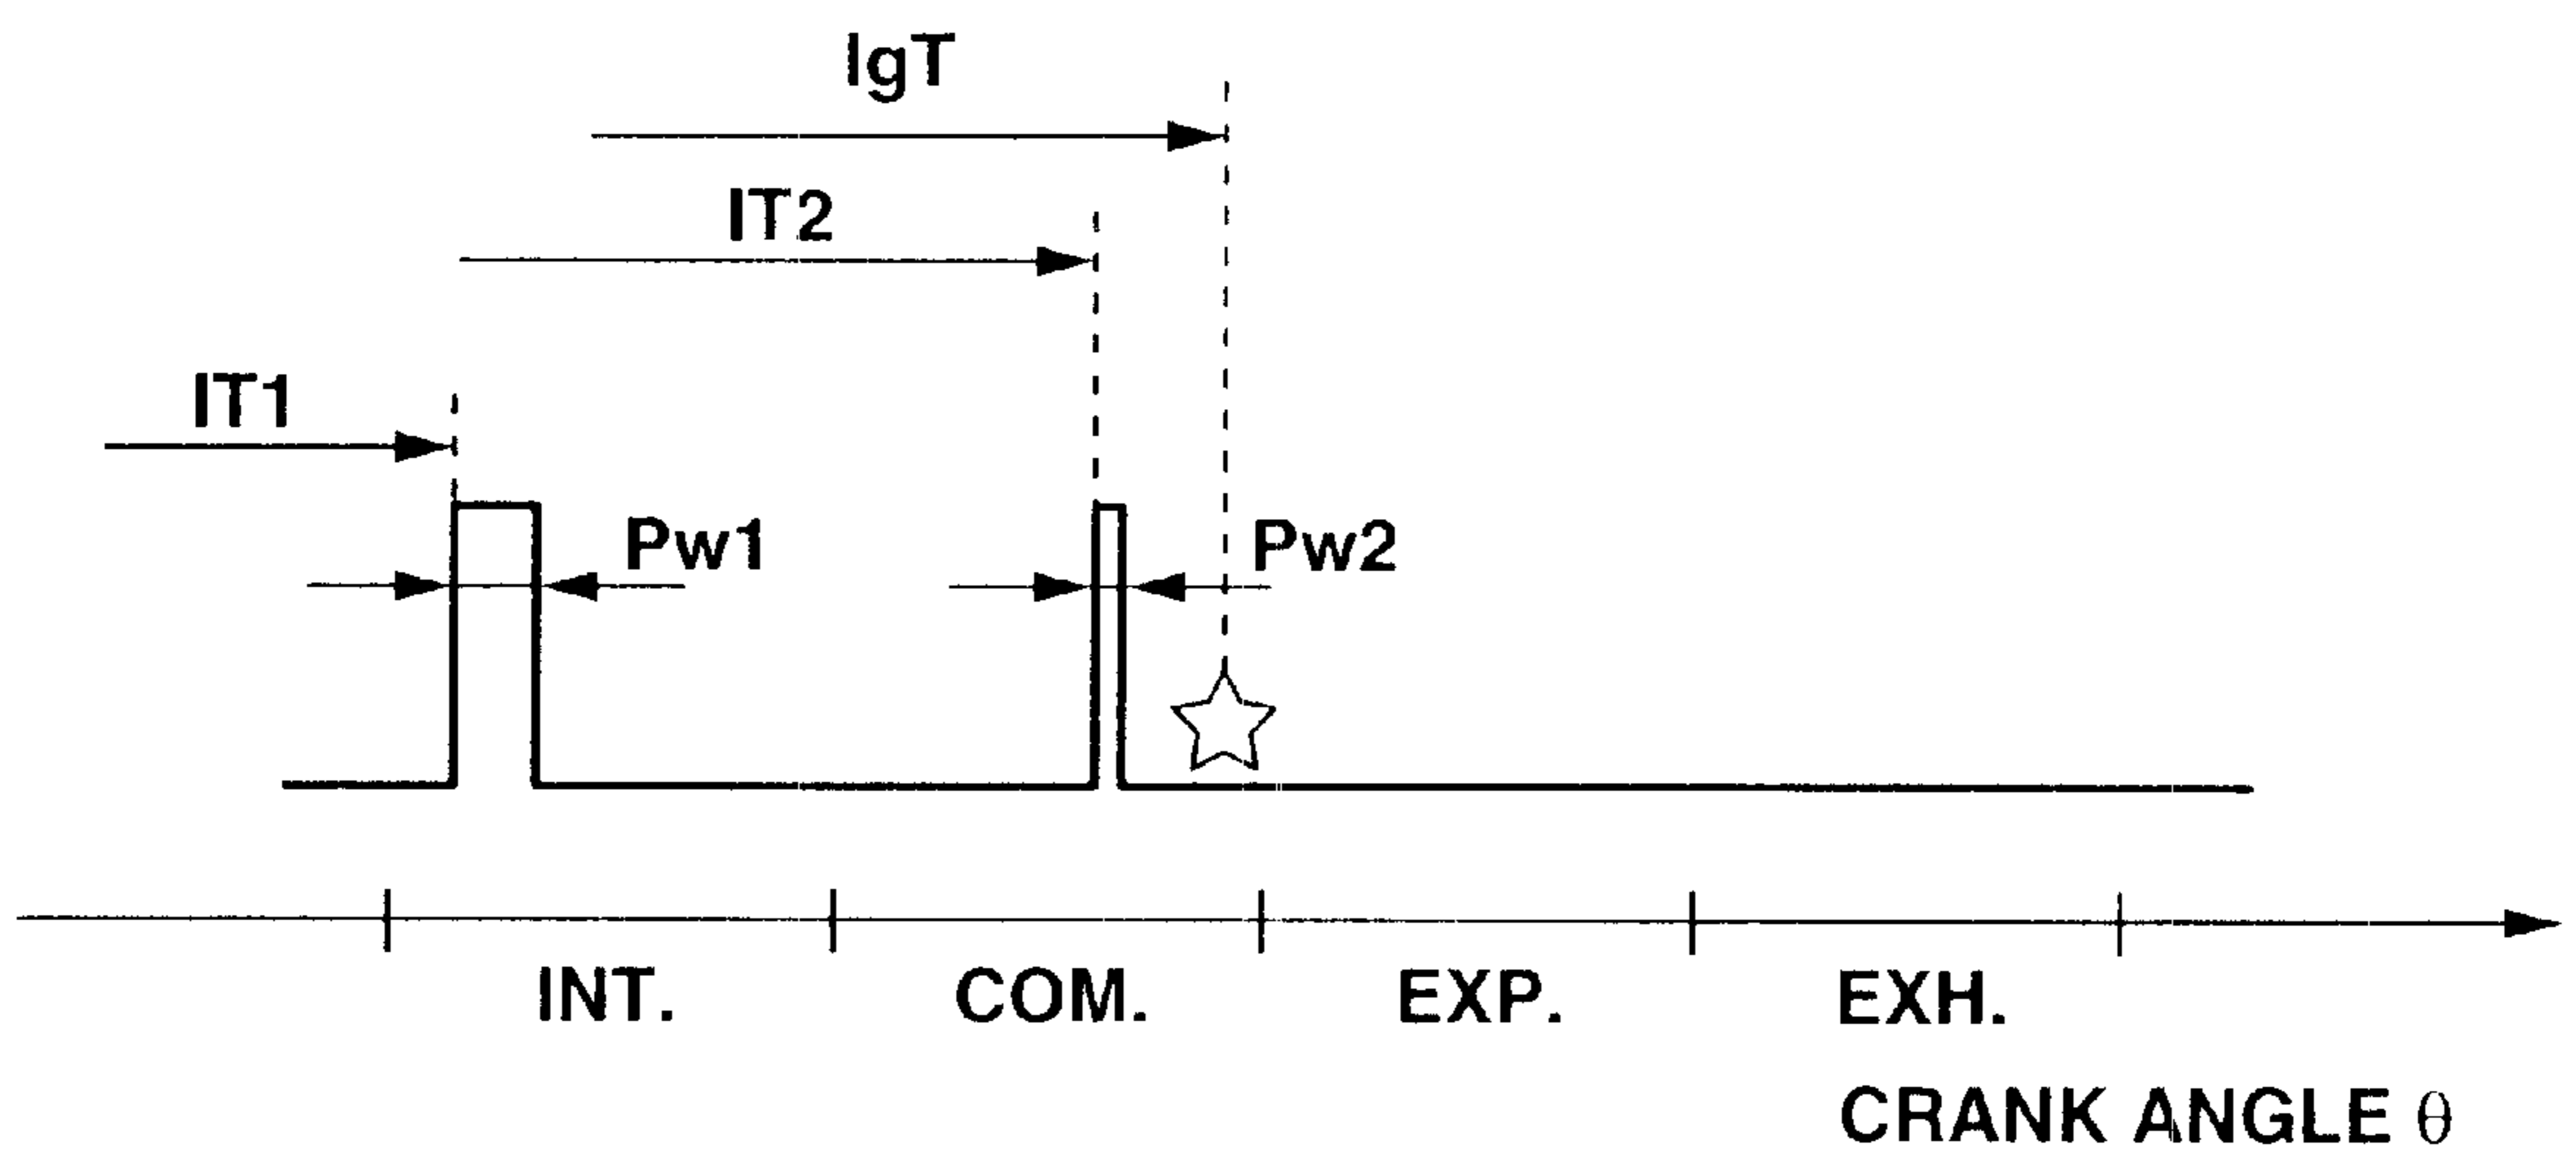 IgT
IT2
IT1
Pw1 Pw2
INT. COM. EXP. EXH.
CRANK ANGLE θ